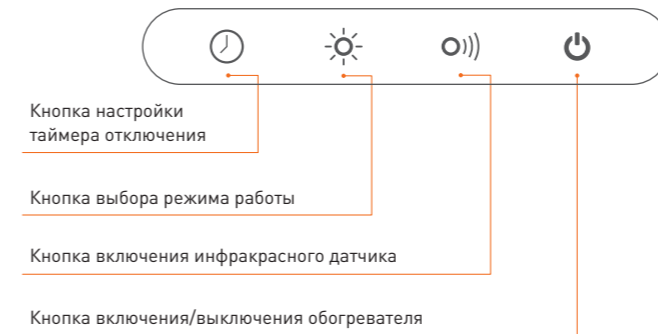 Кнопка настройки
таймера отключения
Кнопка выбора режима работы
Кнопка включения инфракрасного датчика
Кнопка включения/выключения обогревателя